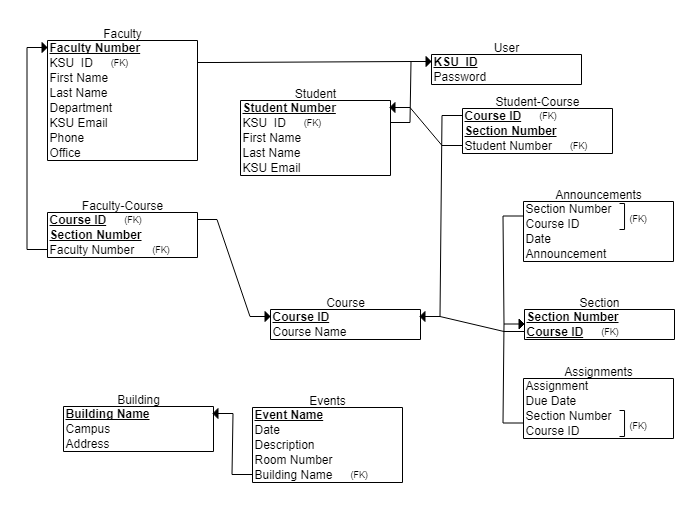 Faculty
Faculty Number
KSU ID (FK)
First Name
Last Name
Department
KSU Email
Phone
Office
User
KSU ID
Password
Student
Student Number
KSU ID (FK)
First Name
Last Name
KSU Email
Student-Course
Course ID (FK)
Section Number
Student Number (FK)
Faculty-Course
Course ID (FK)
Section Number
Faculty Number (FK)
Announcements
Section Number
Course ID
(FK)
Date
Announcement
Course
Course ID
Course Name
Section
Section Number
Course ID (FK)
Assignments
Assignment
Due Date
Section Number
Course ID
(FK)
Building
Building Name
Campus
Address
Events
Event Name
Date
Description
Room Number
Building Name (FK)